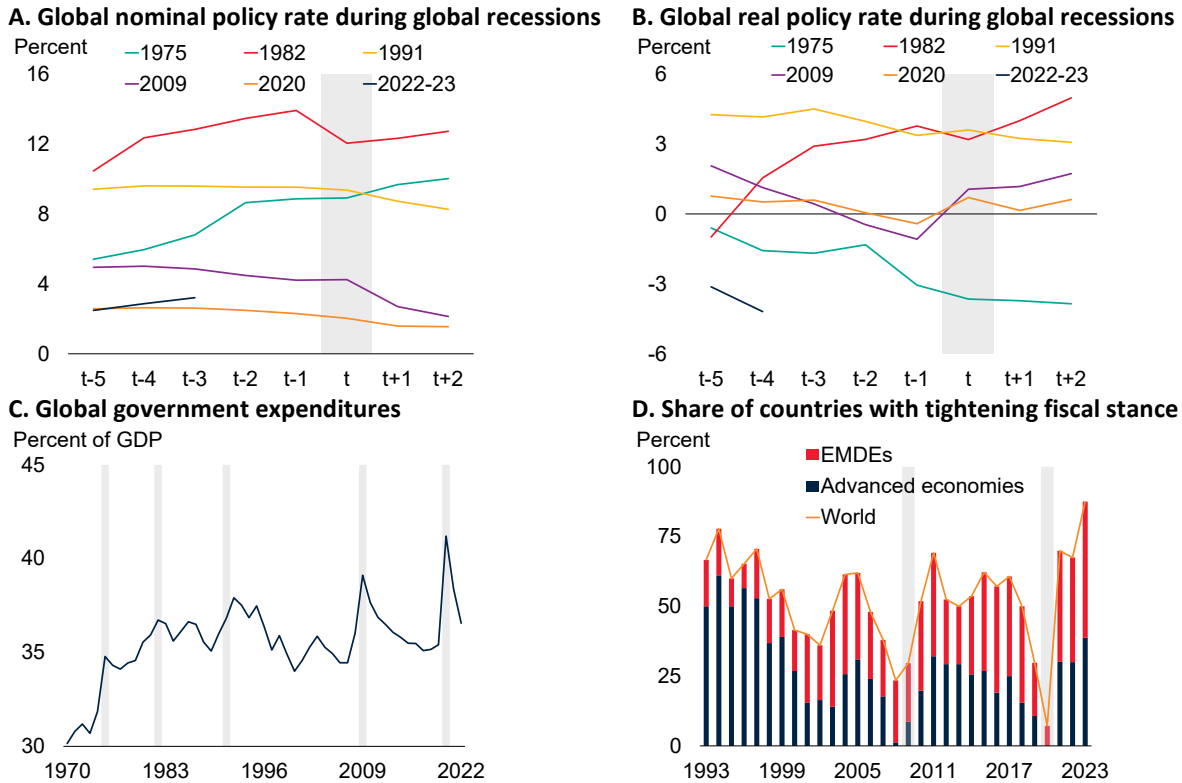 A. Global nominal policy rate during global recessions
Percent
1975 1982 1991
2009 2020 2022-23
16
12
8
4
0
t-5 t-4 t-3 t-2 t-1 t t+1 t+2
B. Global real policy rate during global recessions
Percent
1975 1982 1991
2009 2020 2022-23
6
3
0
-3
-6
t-5 t-4 t-3 t-2 t-1 t t+1 t+2
C. Global government expenditures
Percent of GDP
45
40
35
30
1970 1983 1996 2009 2022
D. Share of countries with tightening fiscal stance
Percent
EMDEs
Advanced economies
World
100
75
50
25
0
1993 1999 2005 2011 2017 2023